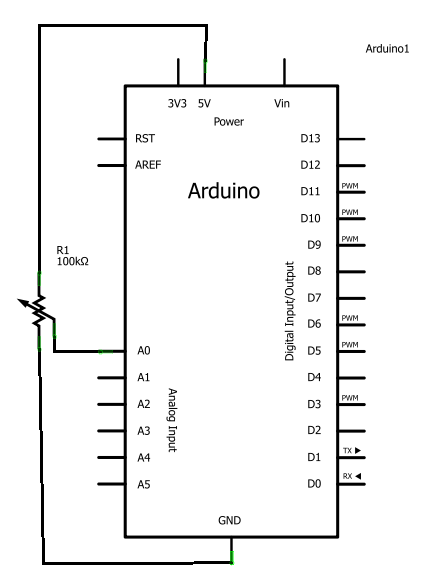 Arduino1
3V3 5V Vin
Power
RST D13
AREF D12
Arduino
D11 PWM
D10 PWM
D9 PWM
R1
100kΩ
D8
D7
Digital Input/Output
D6 PWM
A0 D5 PWM
A1 D4
A2 D3 PWM
Analog Input
A3 D2
A4 D1 TX ▶
A5 D0 RX ◀
GND